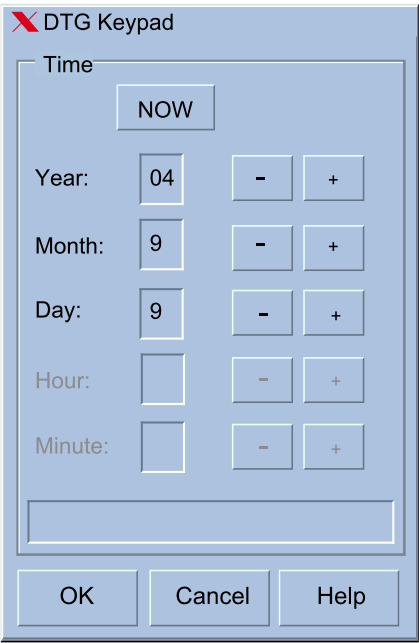 DTG Keypad
Time
NOW
Year: 04 - +
Month: 9 - +
Day: 9 - +
Hour: - +
Minute: - +
OK Cancel Help